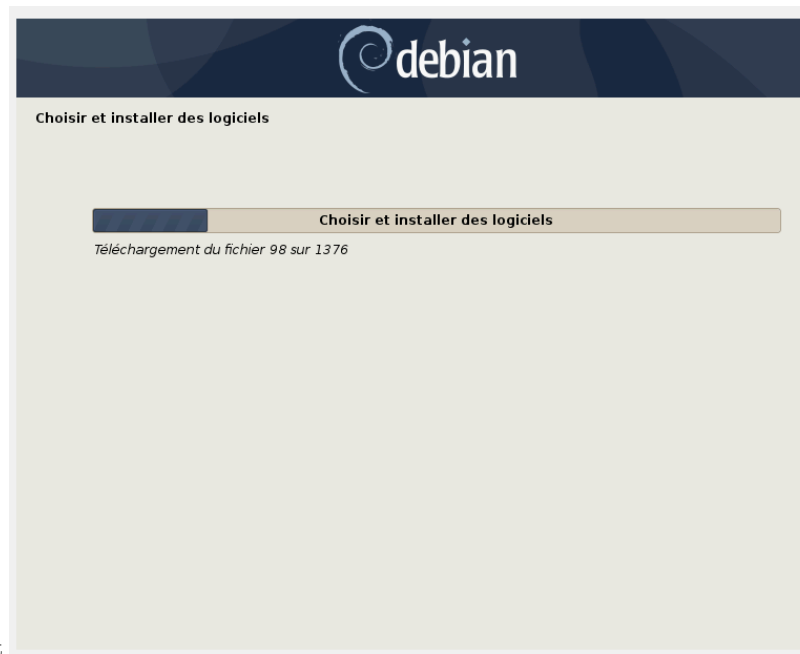 debian
Choisir et installer des logiciels
Choisir et installer des logiciels
Téléchargement du fichier 98 sur 1376